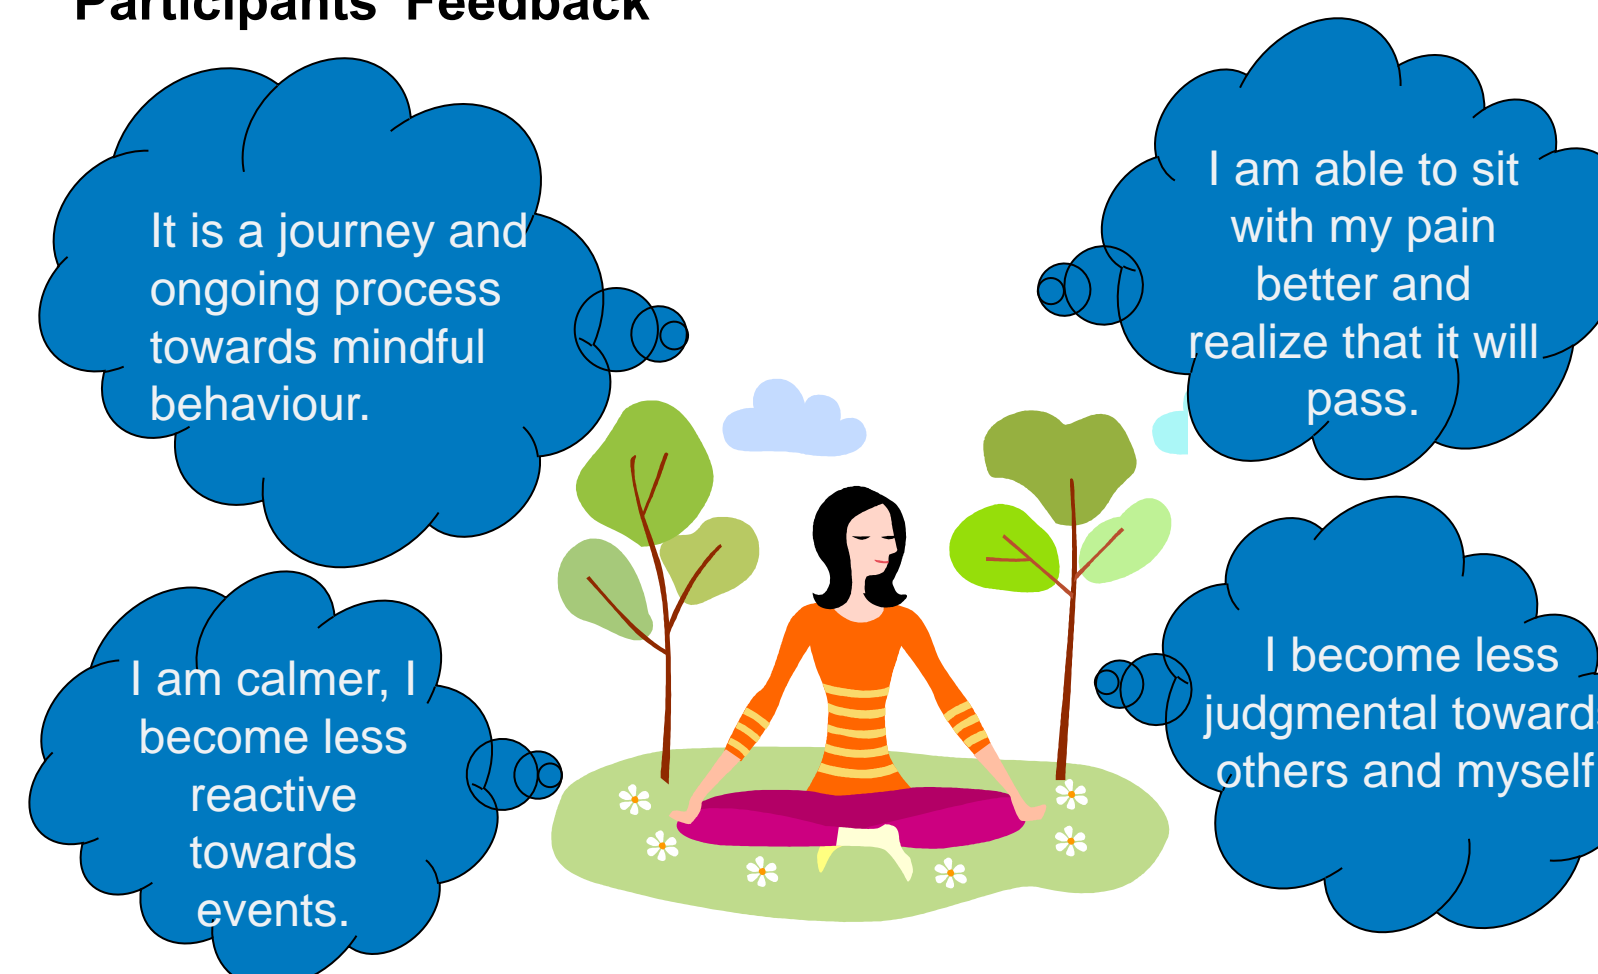 Participants' Feedback
It is a journey and
ongoing process
towards mindful
behaviour.
I am able to sit
with my pain
better and
realize that it will
pass.
I am calmer, I
become less
reactive
towards
events.
I become less
judgmental towards
others and myself